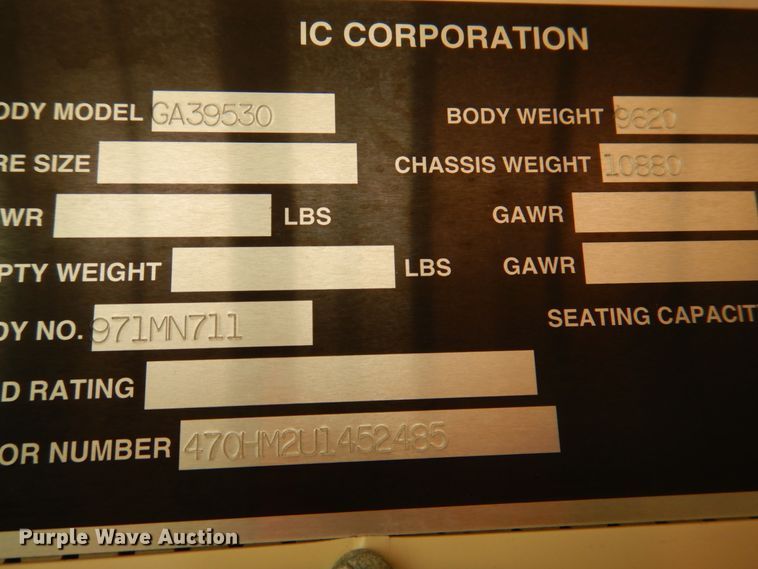 IC CORPORATION
ODY MODEL GA39530
BODY WEIGHT 9620
RE SIZE
CHASSIS WEIGHT 10880
WR LBS
GAWR
PTY WEIGHT LBS
GAWR
DY NO. 971MN711
SEATING CAPACIT
D RATING
OR NUMBER 470HM2U1452485
Purple Wave Auction